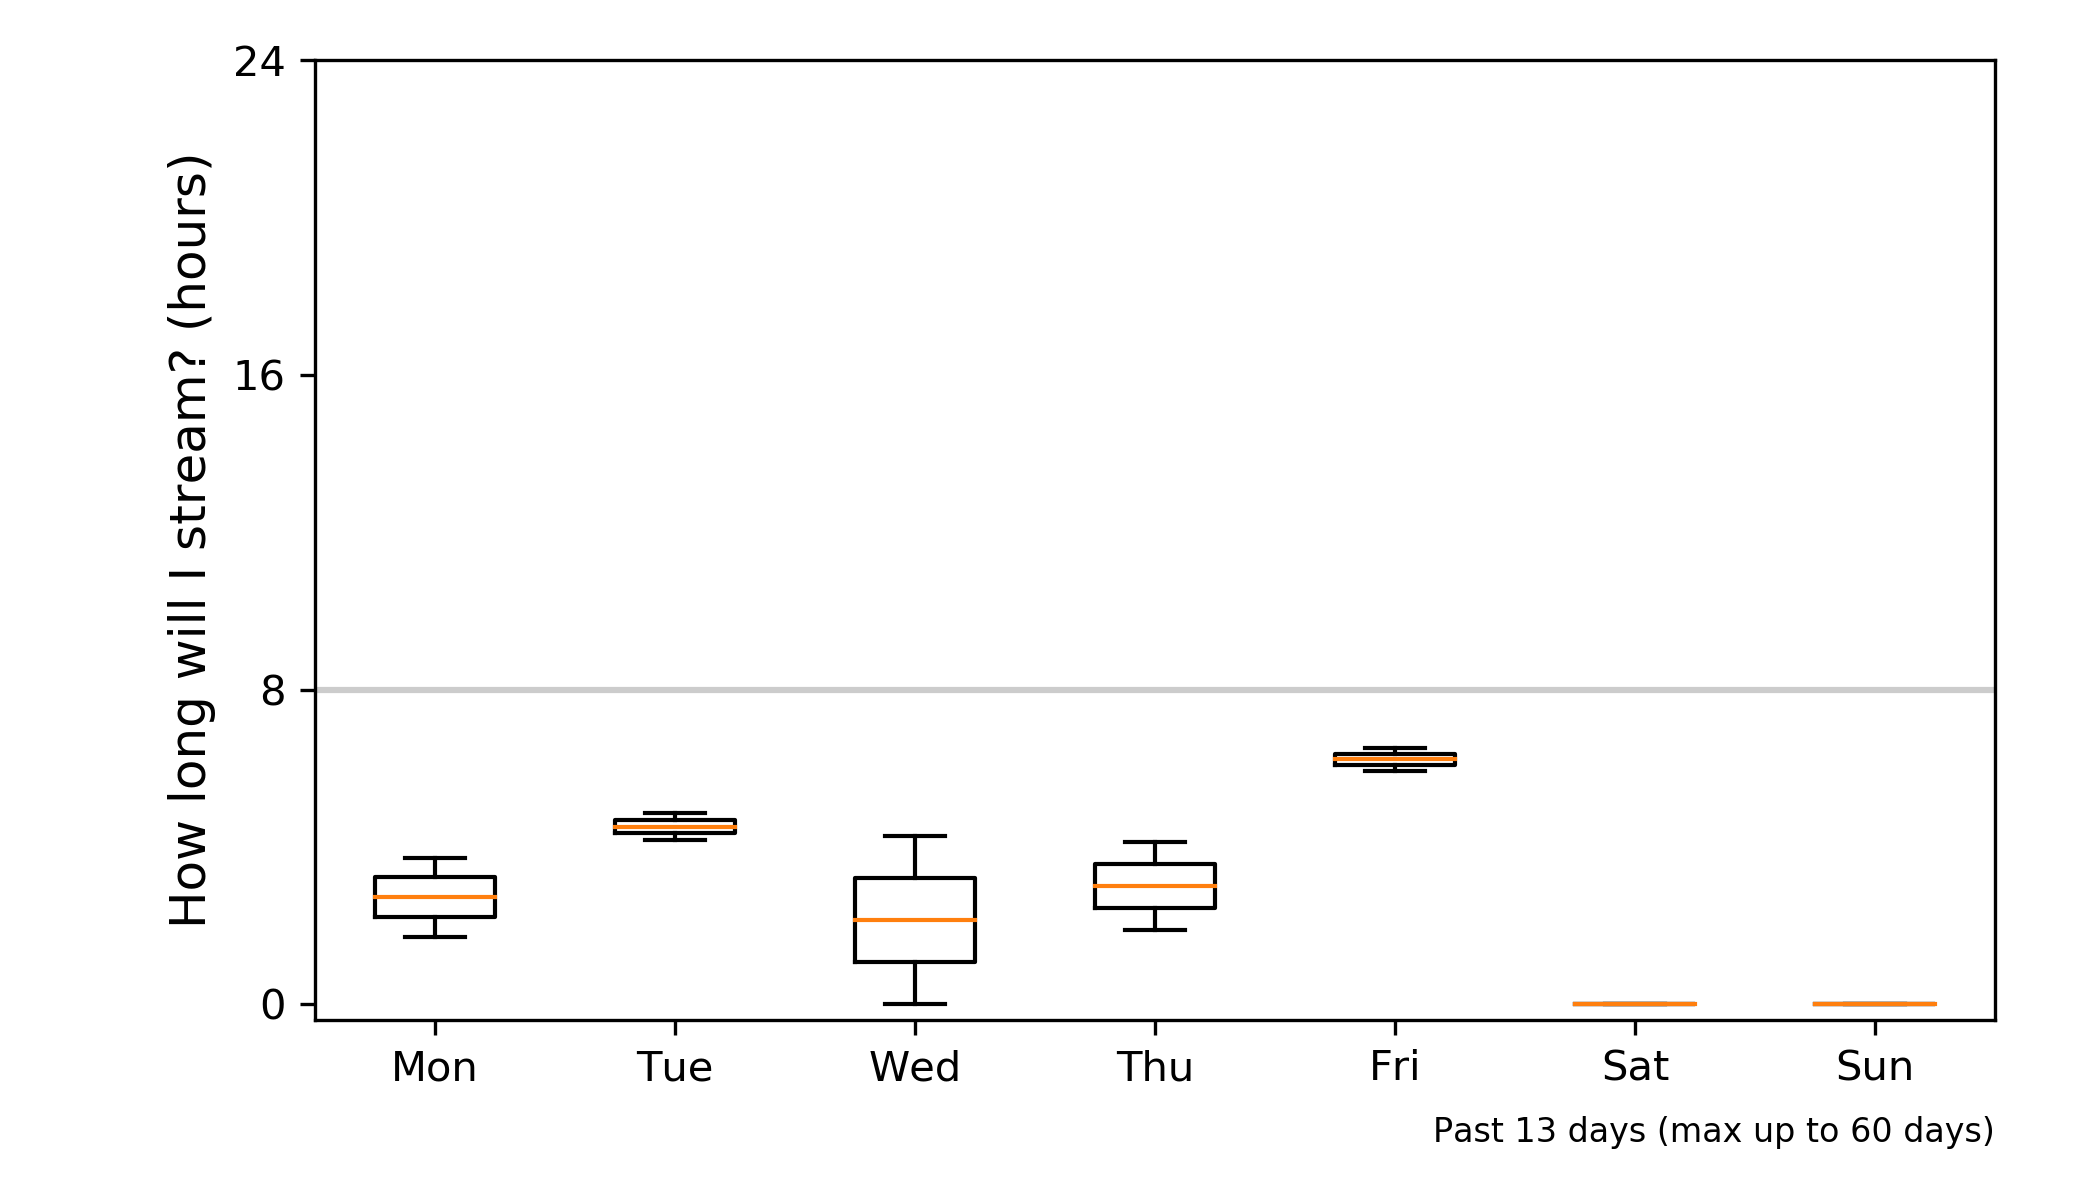 How long will I stream? (hours)
24
16
8
0
Mon Tue Wed Thu Fri Sat Sun
Past 13 days (max up to 60 days)